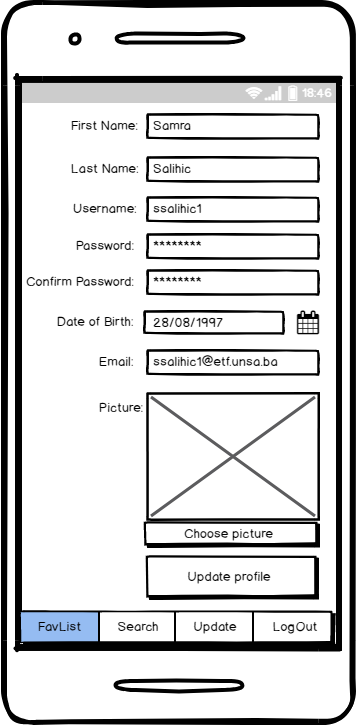 18:46
First Name: Samra
Last Name: Salihic
Username: ssalihic1
Password: ********
Confirm Password: ********
Date of Birth: 28/08/1997
Email: ssalihic1@etf.unsa.ba
Picture:
Choose picture
Update profile
FavList Search Update LogOut